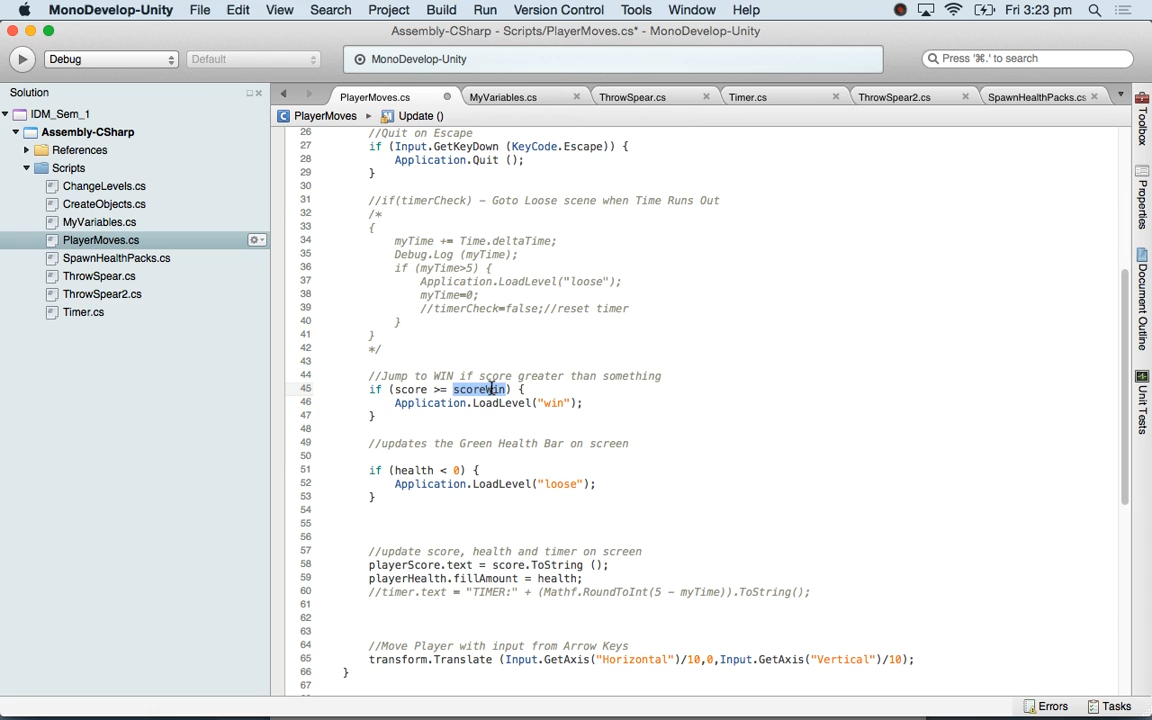 MonoDevelop-Unity File Edit View Search Project Build Run Version Control Tools Window Help Fri 3:23 pm
Assembly-CSharp - Scripts/PlayerMoves.cs* - MonoDevelop-Unity
Debug Default MonoDevelop-Unity Press '⌘.' to search
Solution
IDM_Sem_1
Assembly-CSharp
References
Scripts
ChangeLevels.cs
CreateObjects.cs
MyVariables.cs
PlayerMoves.cs
SpawnHealthPacks.cs
ThrowSpear.cs
ThrowSpear2.cs
Timer.cs
PlayerMoves.cs MyVariables.cs ThrowSpear.cs Timer.cs ThrowSpear2.cs SpawnHealthPacks.cs
PlayerMoves Update ()
26 //Quit on Escape
27 if (Input.GetKeyDown (KeyCode.Escape)) {
28 Application.Quit ();
29 }
30
31 //if(timerCheck) - Goto Loose scene when Time Runs Out
32 /*
33 {
34 myTime += Time.deltaTime;
35 Debug.Log (myTime);
36 if (myTime>5) {
37 Application.LoadLevel("loose");
38 myTime=0;
39 //timerCheck=false;//reset timer
40 }
41 }
42 */
43
44 //Jump to WIN if score greater than something
45 if (score >= scoreWin) {
46 Application.LoadLevel("win");
47 }
48
49 //updates the Green Health Bar on screen
50
51 if (health < 0) {
52 Application.LoadLevel("loose");
53 }
54
55
56
57 //update score, health and timer on screen
58 playerScore.text = score.ToString ();
59 playerHealth.fillAmount = health;
60 //timer.text = "TIMER:" + (Mathf.RoundToInt(5 - myTime)).ToString();
61
62
63
64 //Move Player with input from Arrow Keys
65 transform.Translate (Input.GetAxis("Horizontal")/10,0,Input.GetAxis("Vertical")/10);
66 }
67
Toolbox
Properties
Document Outline
Unit Tests
Errors Tasks